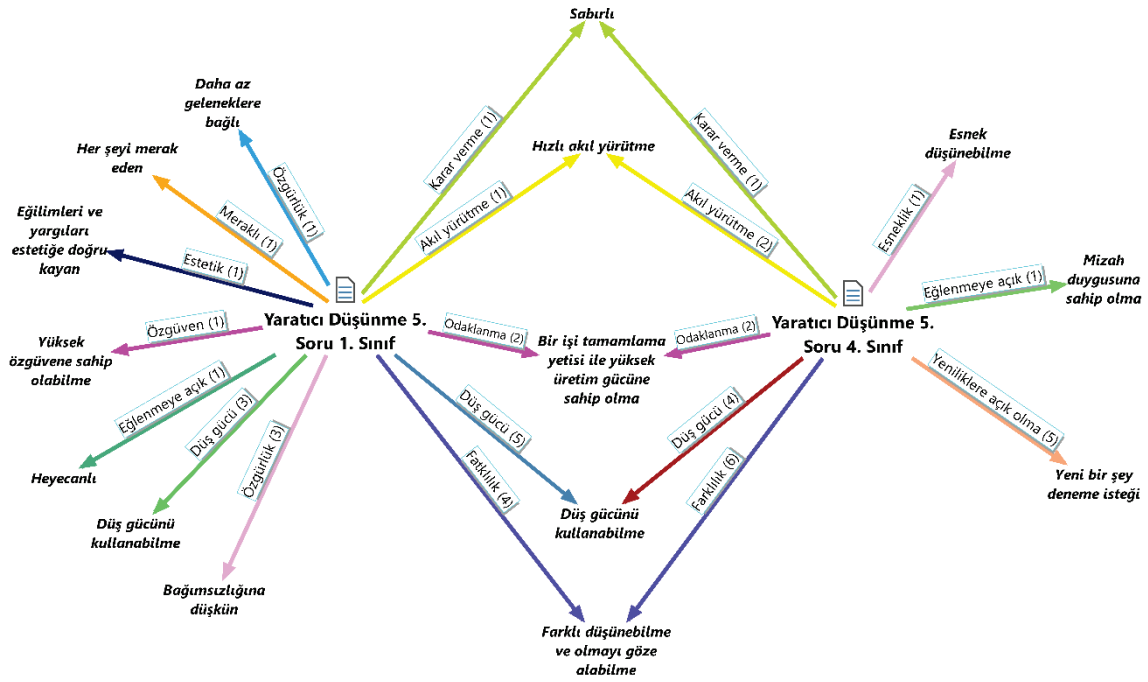 Sabırlı
Daha az
geleneklere
bağlı
Her şeyi merak
eden
Hızlı akıl yürütme
Esnek
düşünebilme
Eğilimleri ve
yargıları
estetiğe doğru
kayan
Mizah
duygusuna
sahip olma
Karar verme (1)
Karar verme (1)
Özgürlük (1)
Meraklı (1)
Estetik (1)
Akıl yürütme (1)
Akıl yürütme (2)
Esneklik (1)
Eğlenmeye açık (1)
Yaratıcı Düşünme 5.
Soru 1. Sınıf
Yaratıcı Düşünme 5.
Soru 4. Sınıf
Özgüven (1)
Odaklanma (2)
Odaklanma (2)
Yüksek
özgüvene sahip
olabilme
Bir işi tamamlama
yetisi ile yüksek
üretim gücüne
sahip olma
Eğlenmeye açık (1)
Düş gücü (3)
Özgürlük (3)
Düş gücü (5)
Fatklılık (4)
Düş gücü (4)
Farklılık (6)
Yeniliklere açık olma (5)
Heyecanlı
Yeni bir şey
deneme isteği
Düş gücünü
kullanabilme
Düş gücünü
kullanabilme
Bağımsızlığına
düşkün
Farklı düşünebilme
ve olmayı göze
alabilme